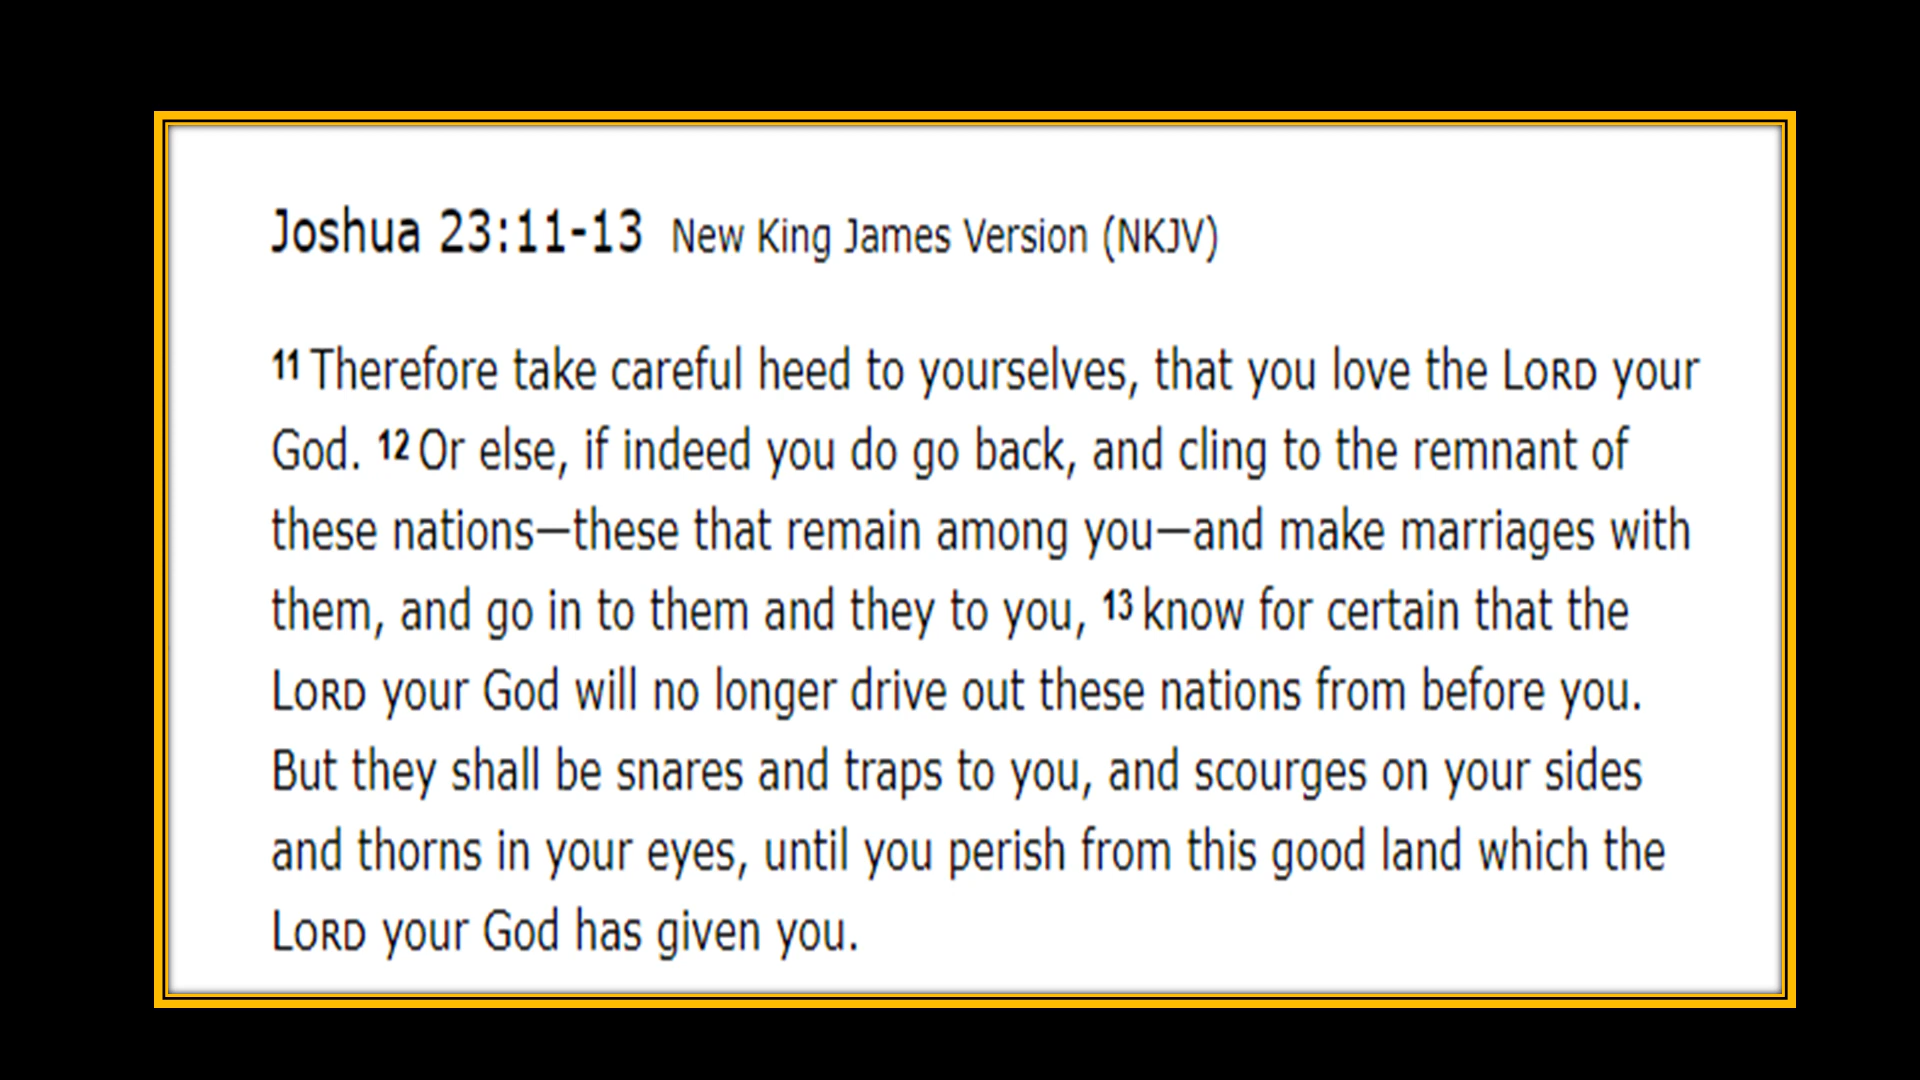 Joshua 23:11-13 New King James Version (NKJV)
11 Therefore take careful heed to yourselves, that you love the LORD your
God. 12 Or else, if indeed you do go back, and cling to the remnant of
these nations—these that remain among you—and make marriages with
them, and go in to them and they to you, 13 know for certain that the
LORD your God will no longer drive out these nations from before you.
But they shall be snares and traps to you, and scourges on your sides
and thorns in your eyes, until you perish from this good land which the
LORD your God has given you.